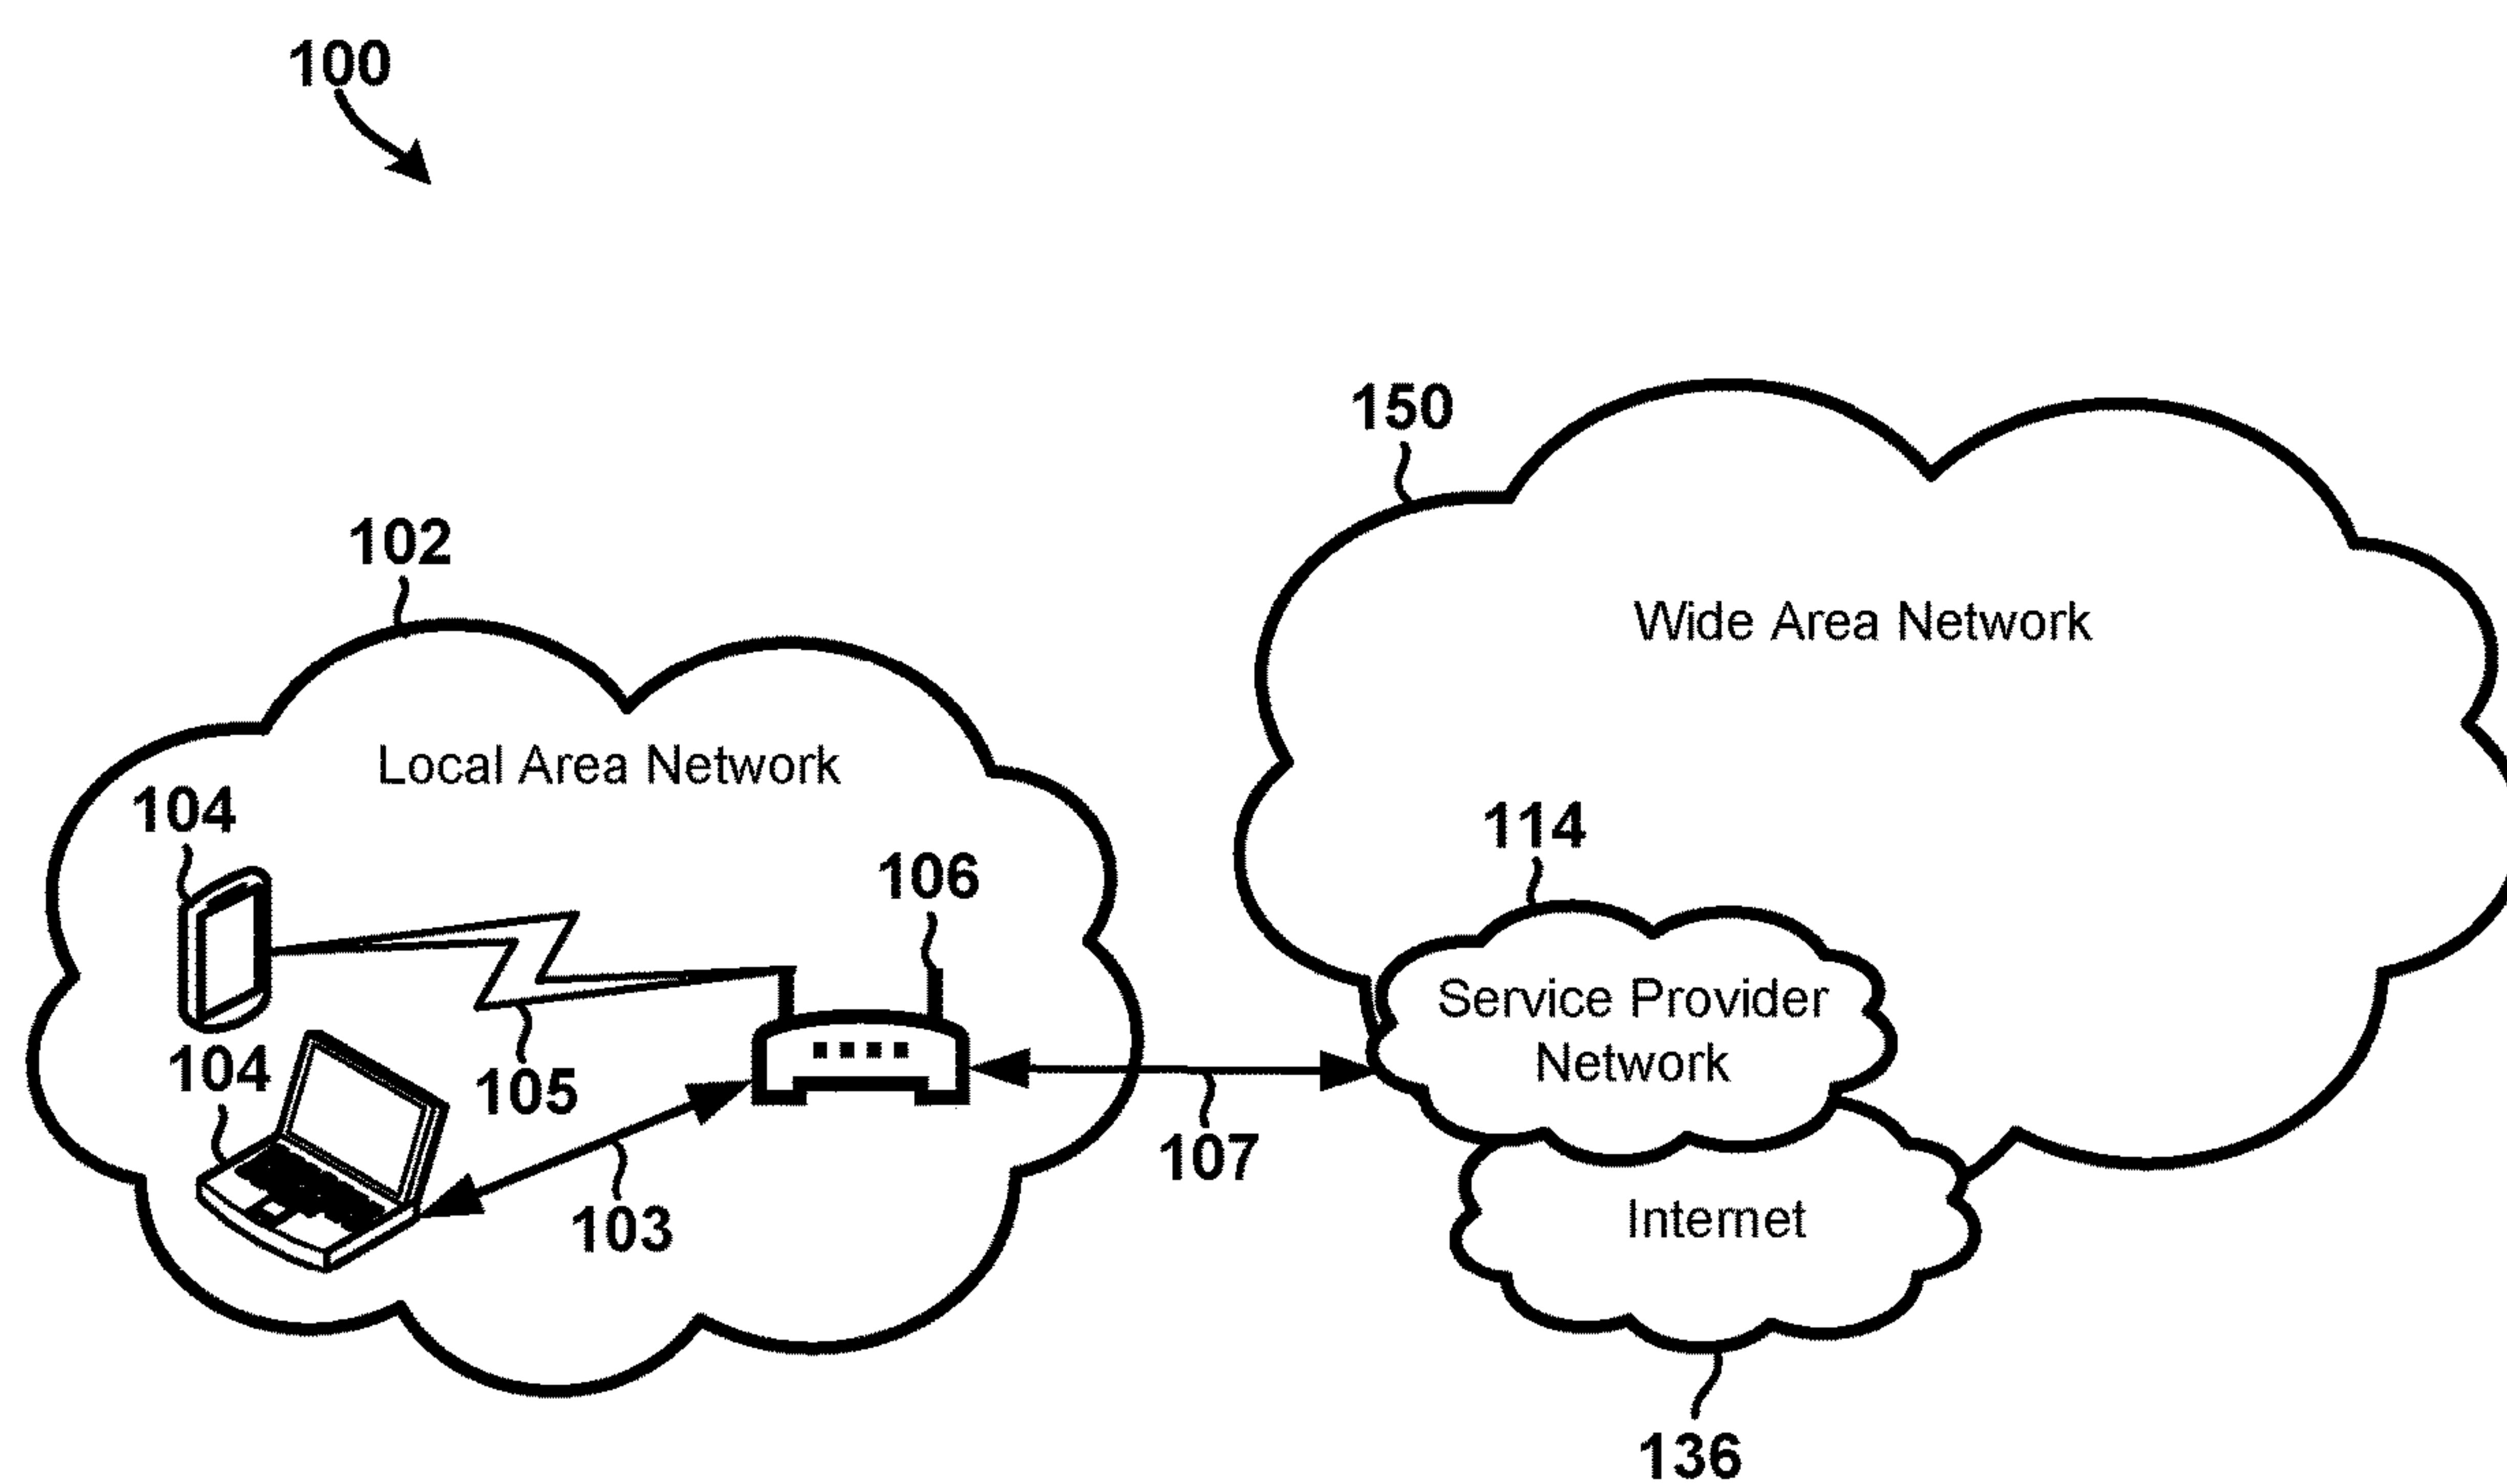 100
150
102
Wide Area Network
Local Area Network
104
114
106
Service Provider
Network
104
105
107
103
Internet
136